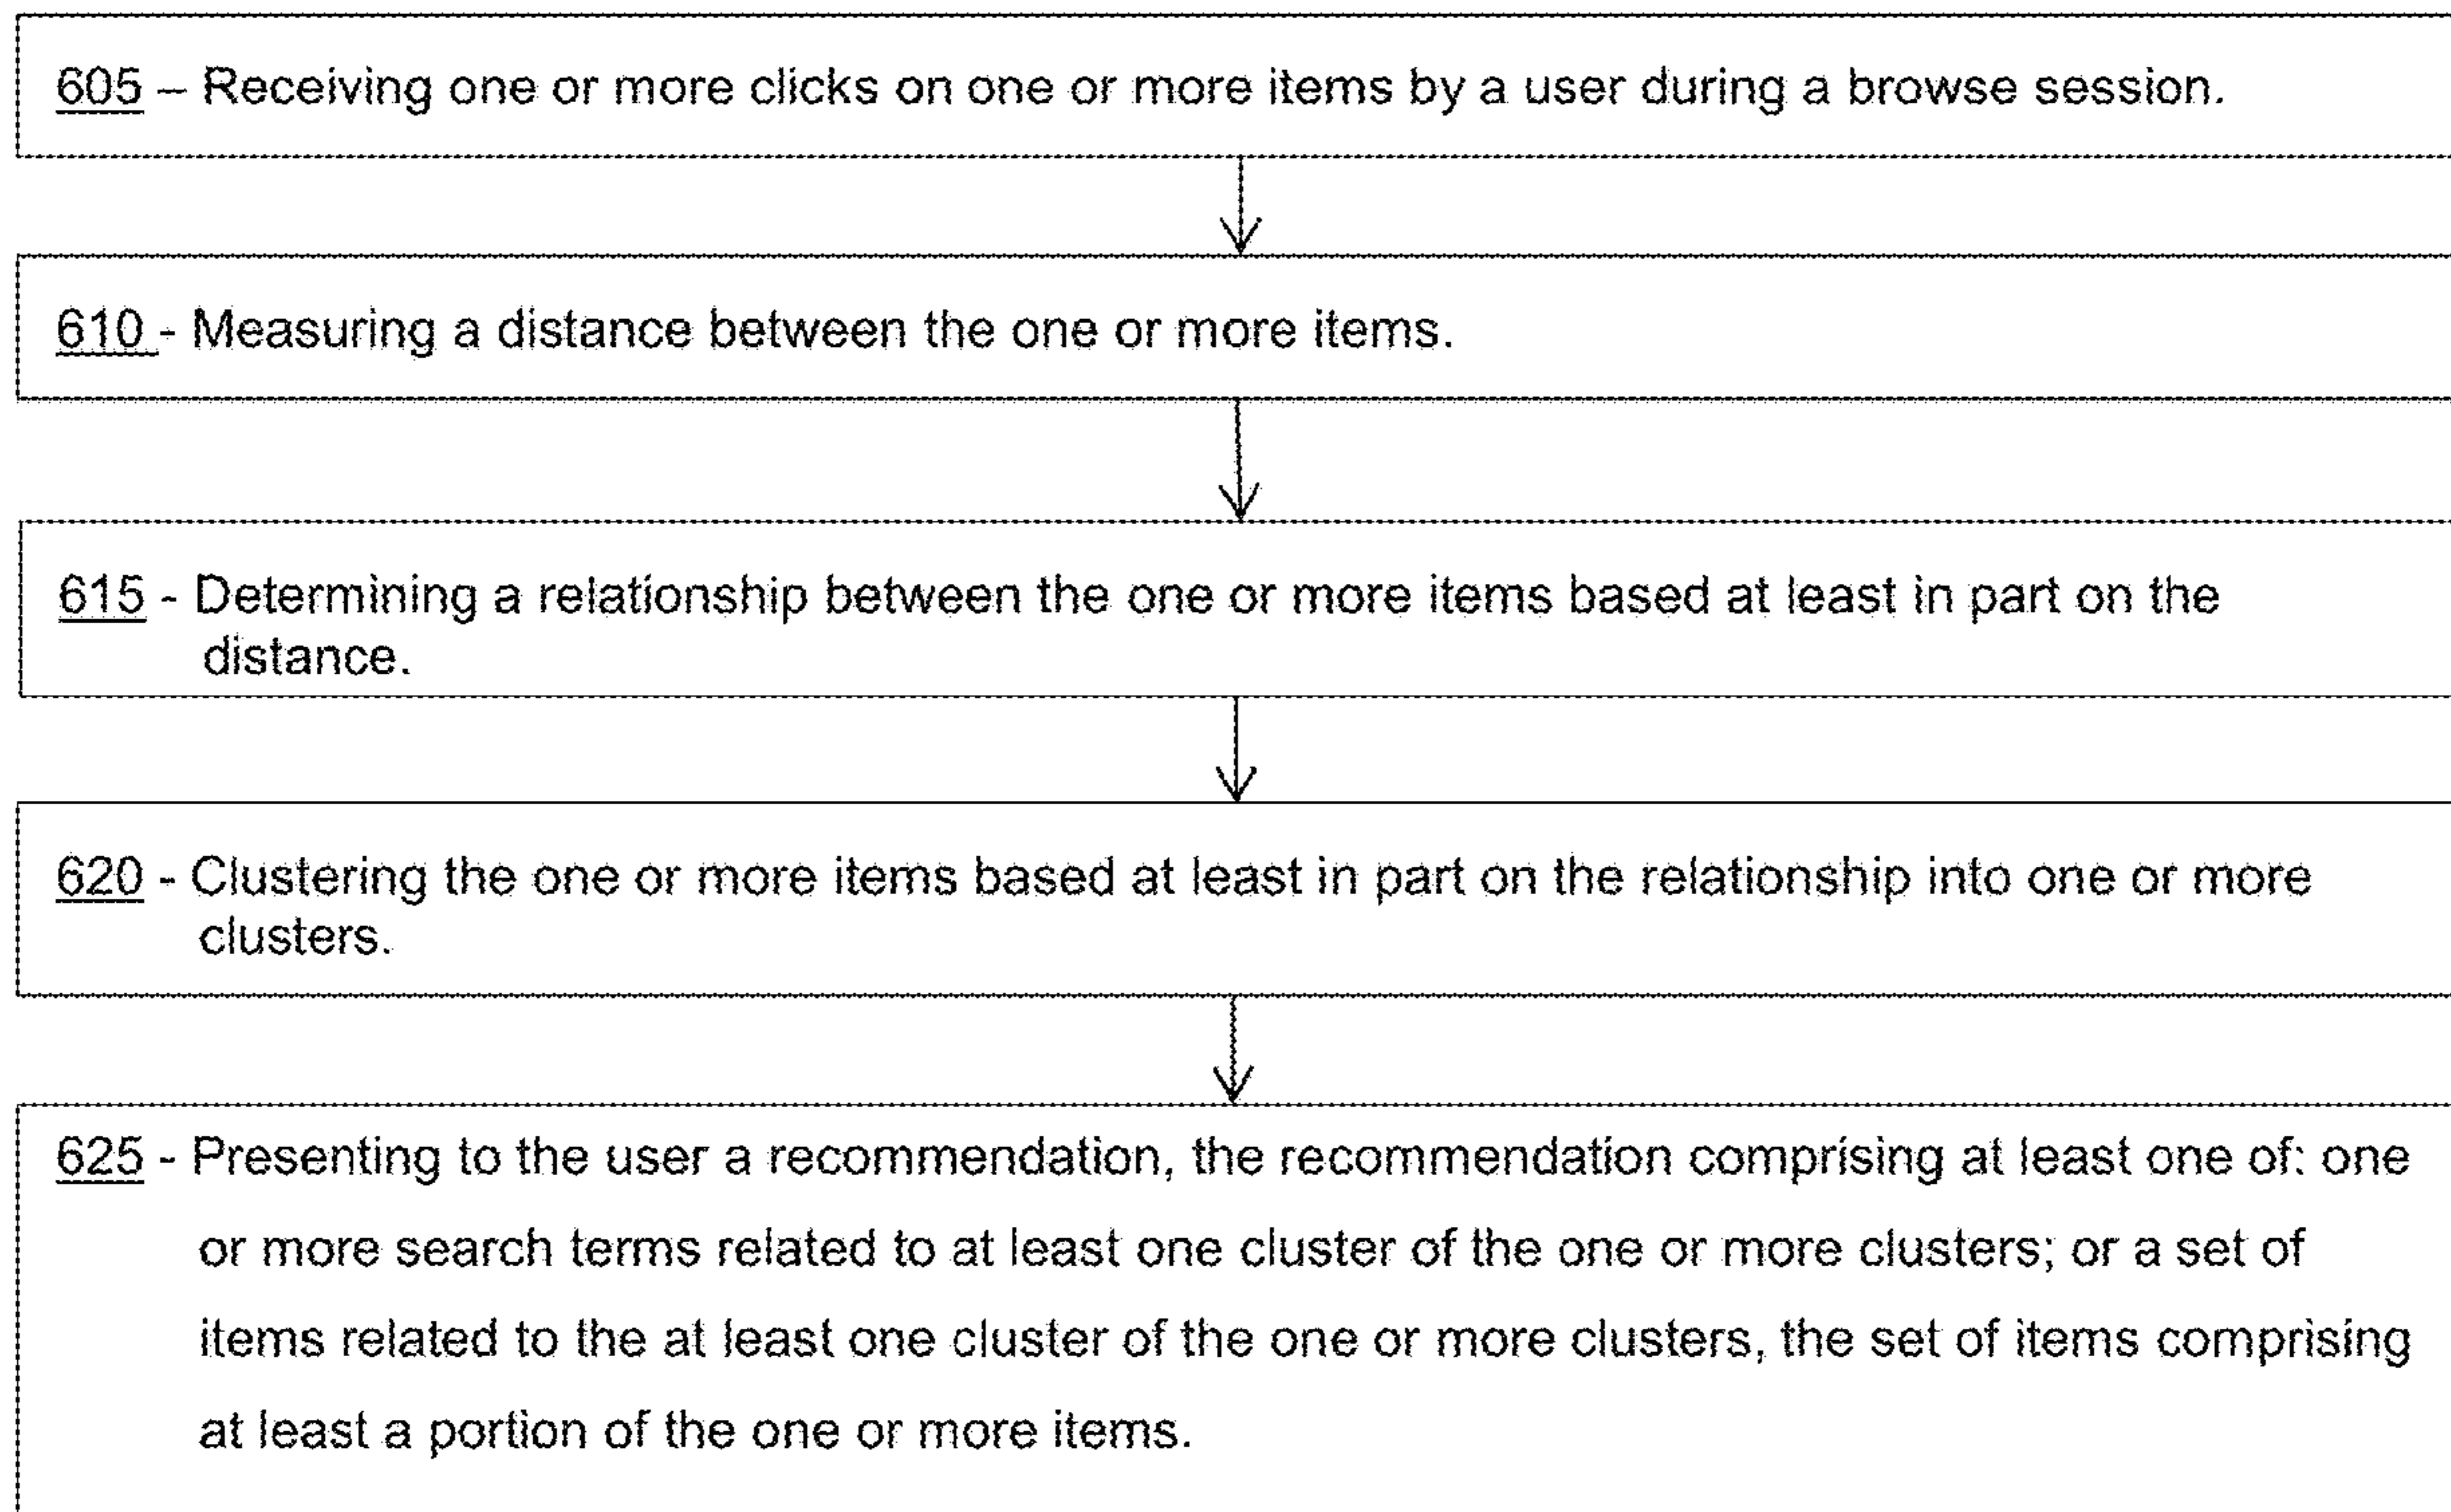 605 – Receiving one or more clicks on one or more items by a user during a browse session.
610 - Measuring a distance between the one or more items.
615 - Determining a relationship between the one or more items based at least in part on the
distance.
620 - Clustering the one or more items based at least in part on the relationship into one or more
clusters.
625 - Presenting to the user a recommendation, the recommendation comprising at least one of: one
or more search terms related to at least one cluster of the one or more clusters; or a set of
items related to the at least one cluster of the one or more clusters, the set of items comprising
at least a portion of the one or more items.